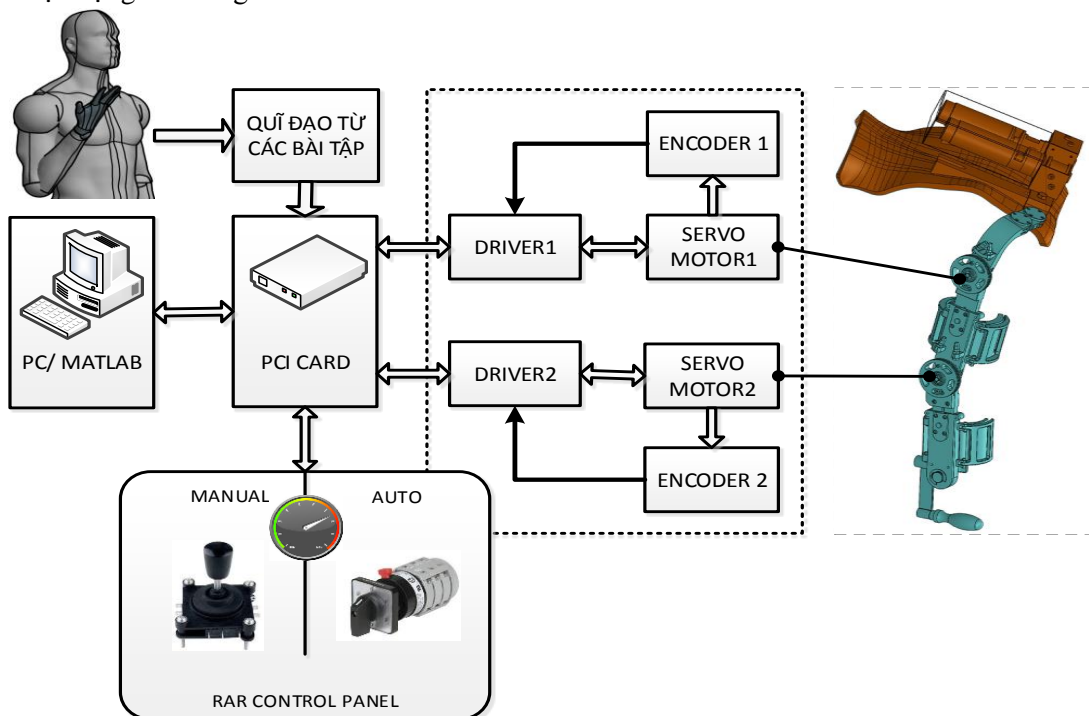 QUĨ ĐẠO TỪ
CÁC BÀI TẬP
ENCODER 1
DRIVER1
SERVO
MOTOR1
PC/ MATLAB
PCI CARD
DRIVER2
SERVO
MOTOR2
ENCODER 2
MANUAL
AUTO
RAR CONTROL PANEL